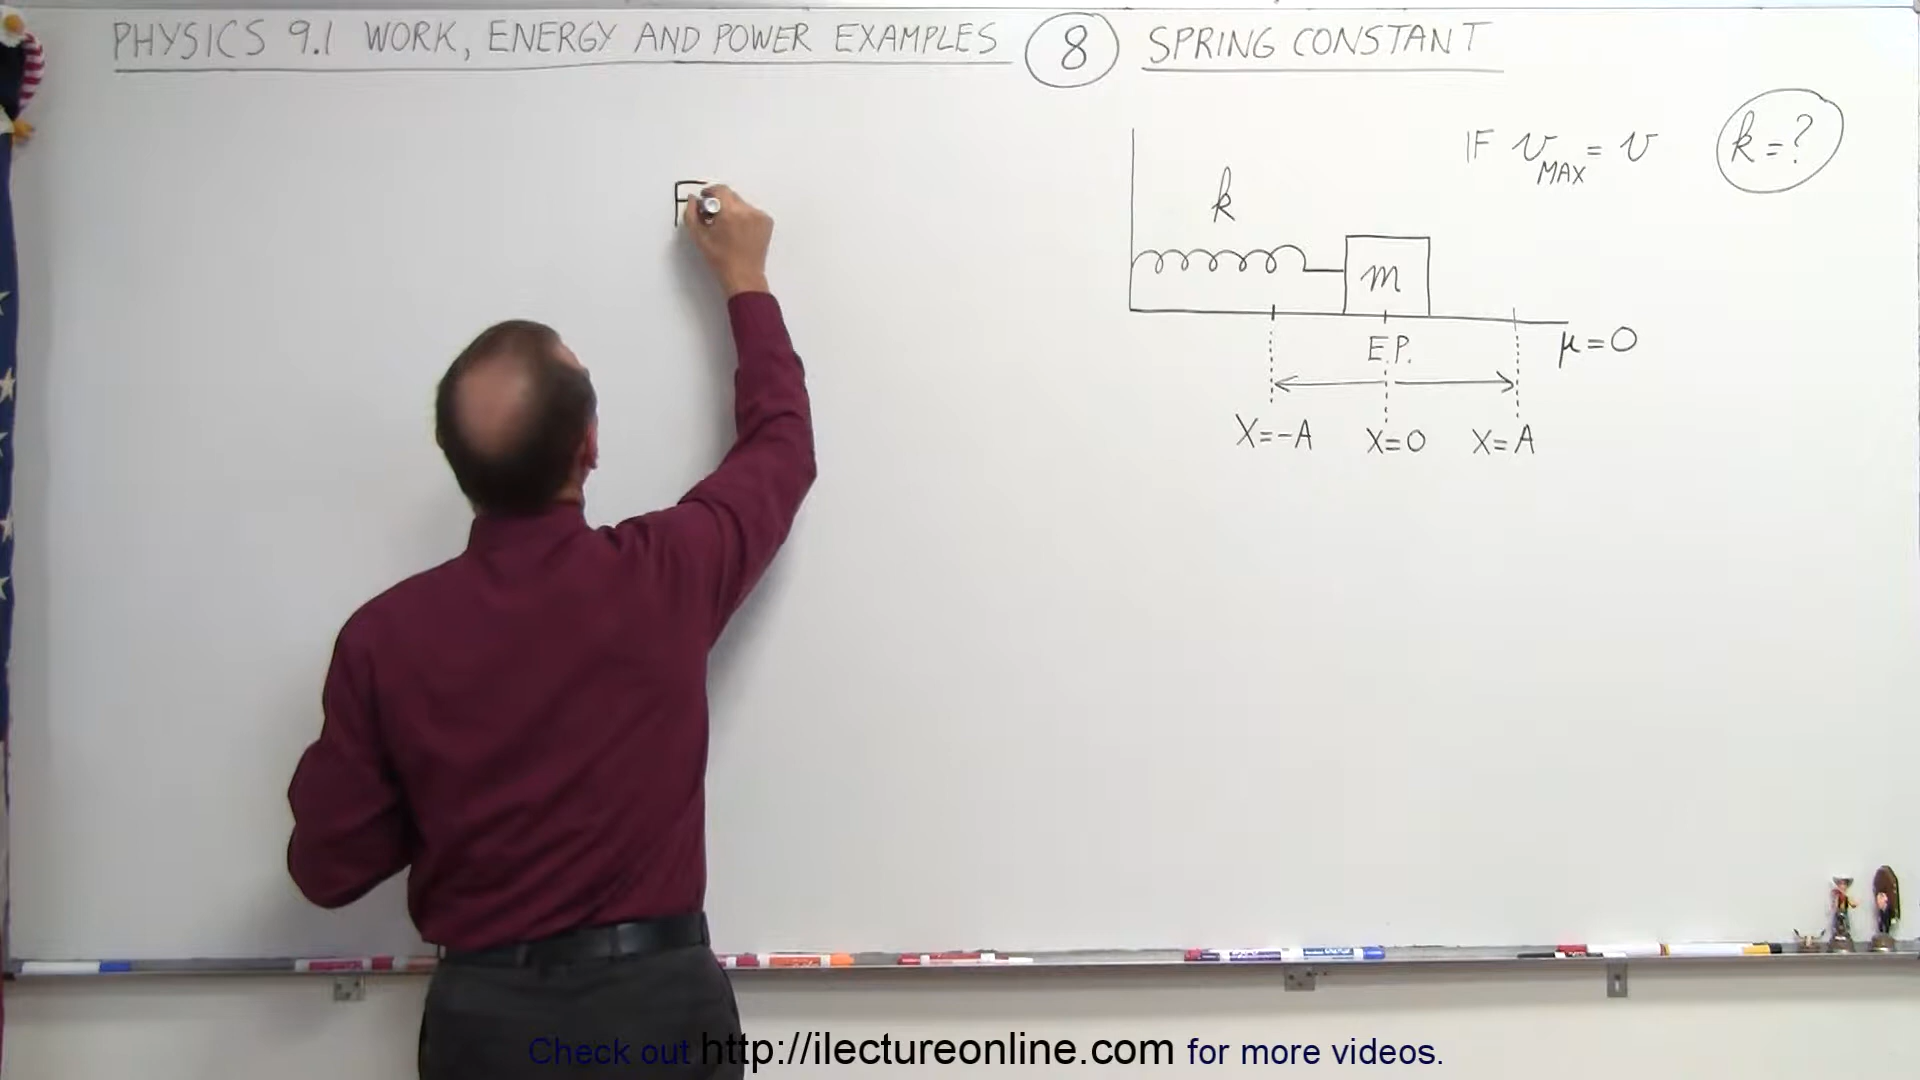 PHYSICS 9.1 WORK, ENERGY AND POWER EXAMPLES 8 SPRING CONSTANT
IF v MAX = v k = ?
k
F
m
E.P.
μ = 0
X=-A X=0 X=A
Check out http://ilectureonline.com for more videos.